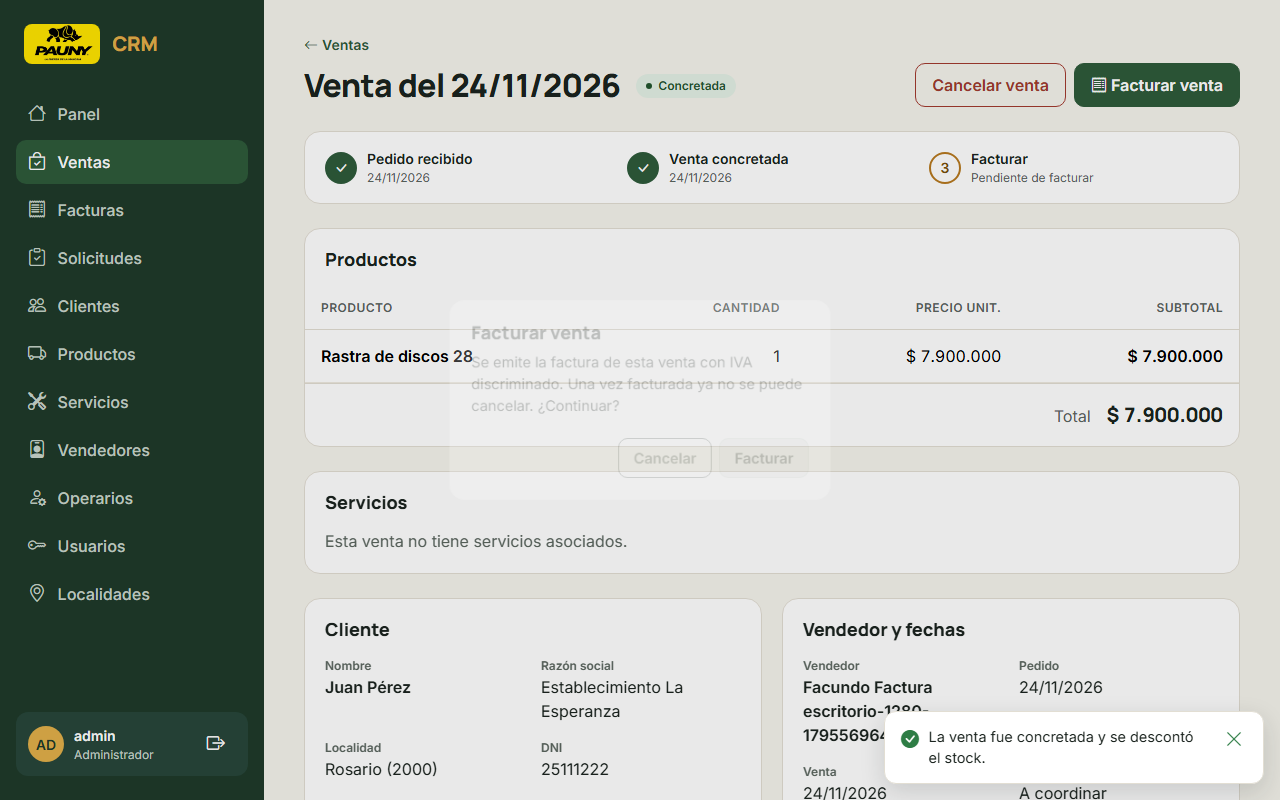 PAUNY
CRM
Panel
Ventas
Facturas
Solicitudes
Clientes
Productos
Servicios
Vendedores
Operarios
Usuarios
Localidades
AD
admin
Administrador
← Ventas
Venta del 24/11/2026
Concretada
Cancelar venta
Facturar venta
Pedido recibido
24/11/2026
Venta concretada
24/11/2026
3
Facturar
Pendiente de facturar
Productos
PRODUCTO CANTIDAD PRECIO UNIT. SUBTOTAL
Rastra de discos 28 1 $ 7.900.000 $ 7.900.000
Total $ 7.900.000
Facturar venta
Se emite la factura de esta venta con IVA
discriminado. Una vez facturada ya no se puede
cancelar. ¿Continuar?
Cancelar
Facturar
Servicios
Esta venta no tiene servicios asociados.
Cliente
Nombre
Juan Pérez
Razón social
Establecimiento La
Esperanza
Localidad
Rosario (2000)
DNI
25111222
Vendedor y fechas
Vendedor
Facundo Factura
escritorio-1280-
179556964
Pedido
24/11/2026
Venta
24/11/2026
A coordinar
La venta fue concretada y se descontó
el stock.